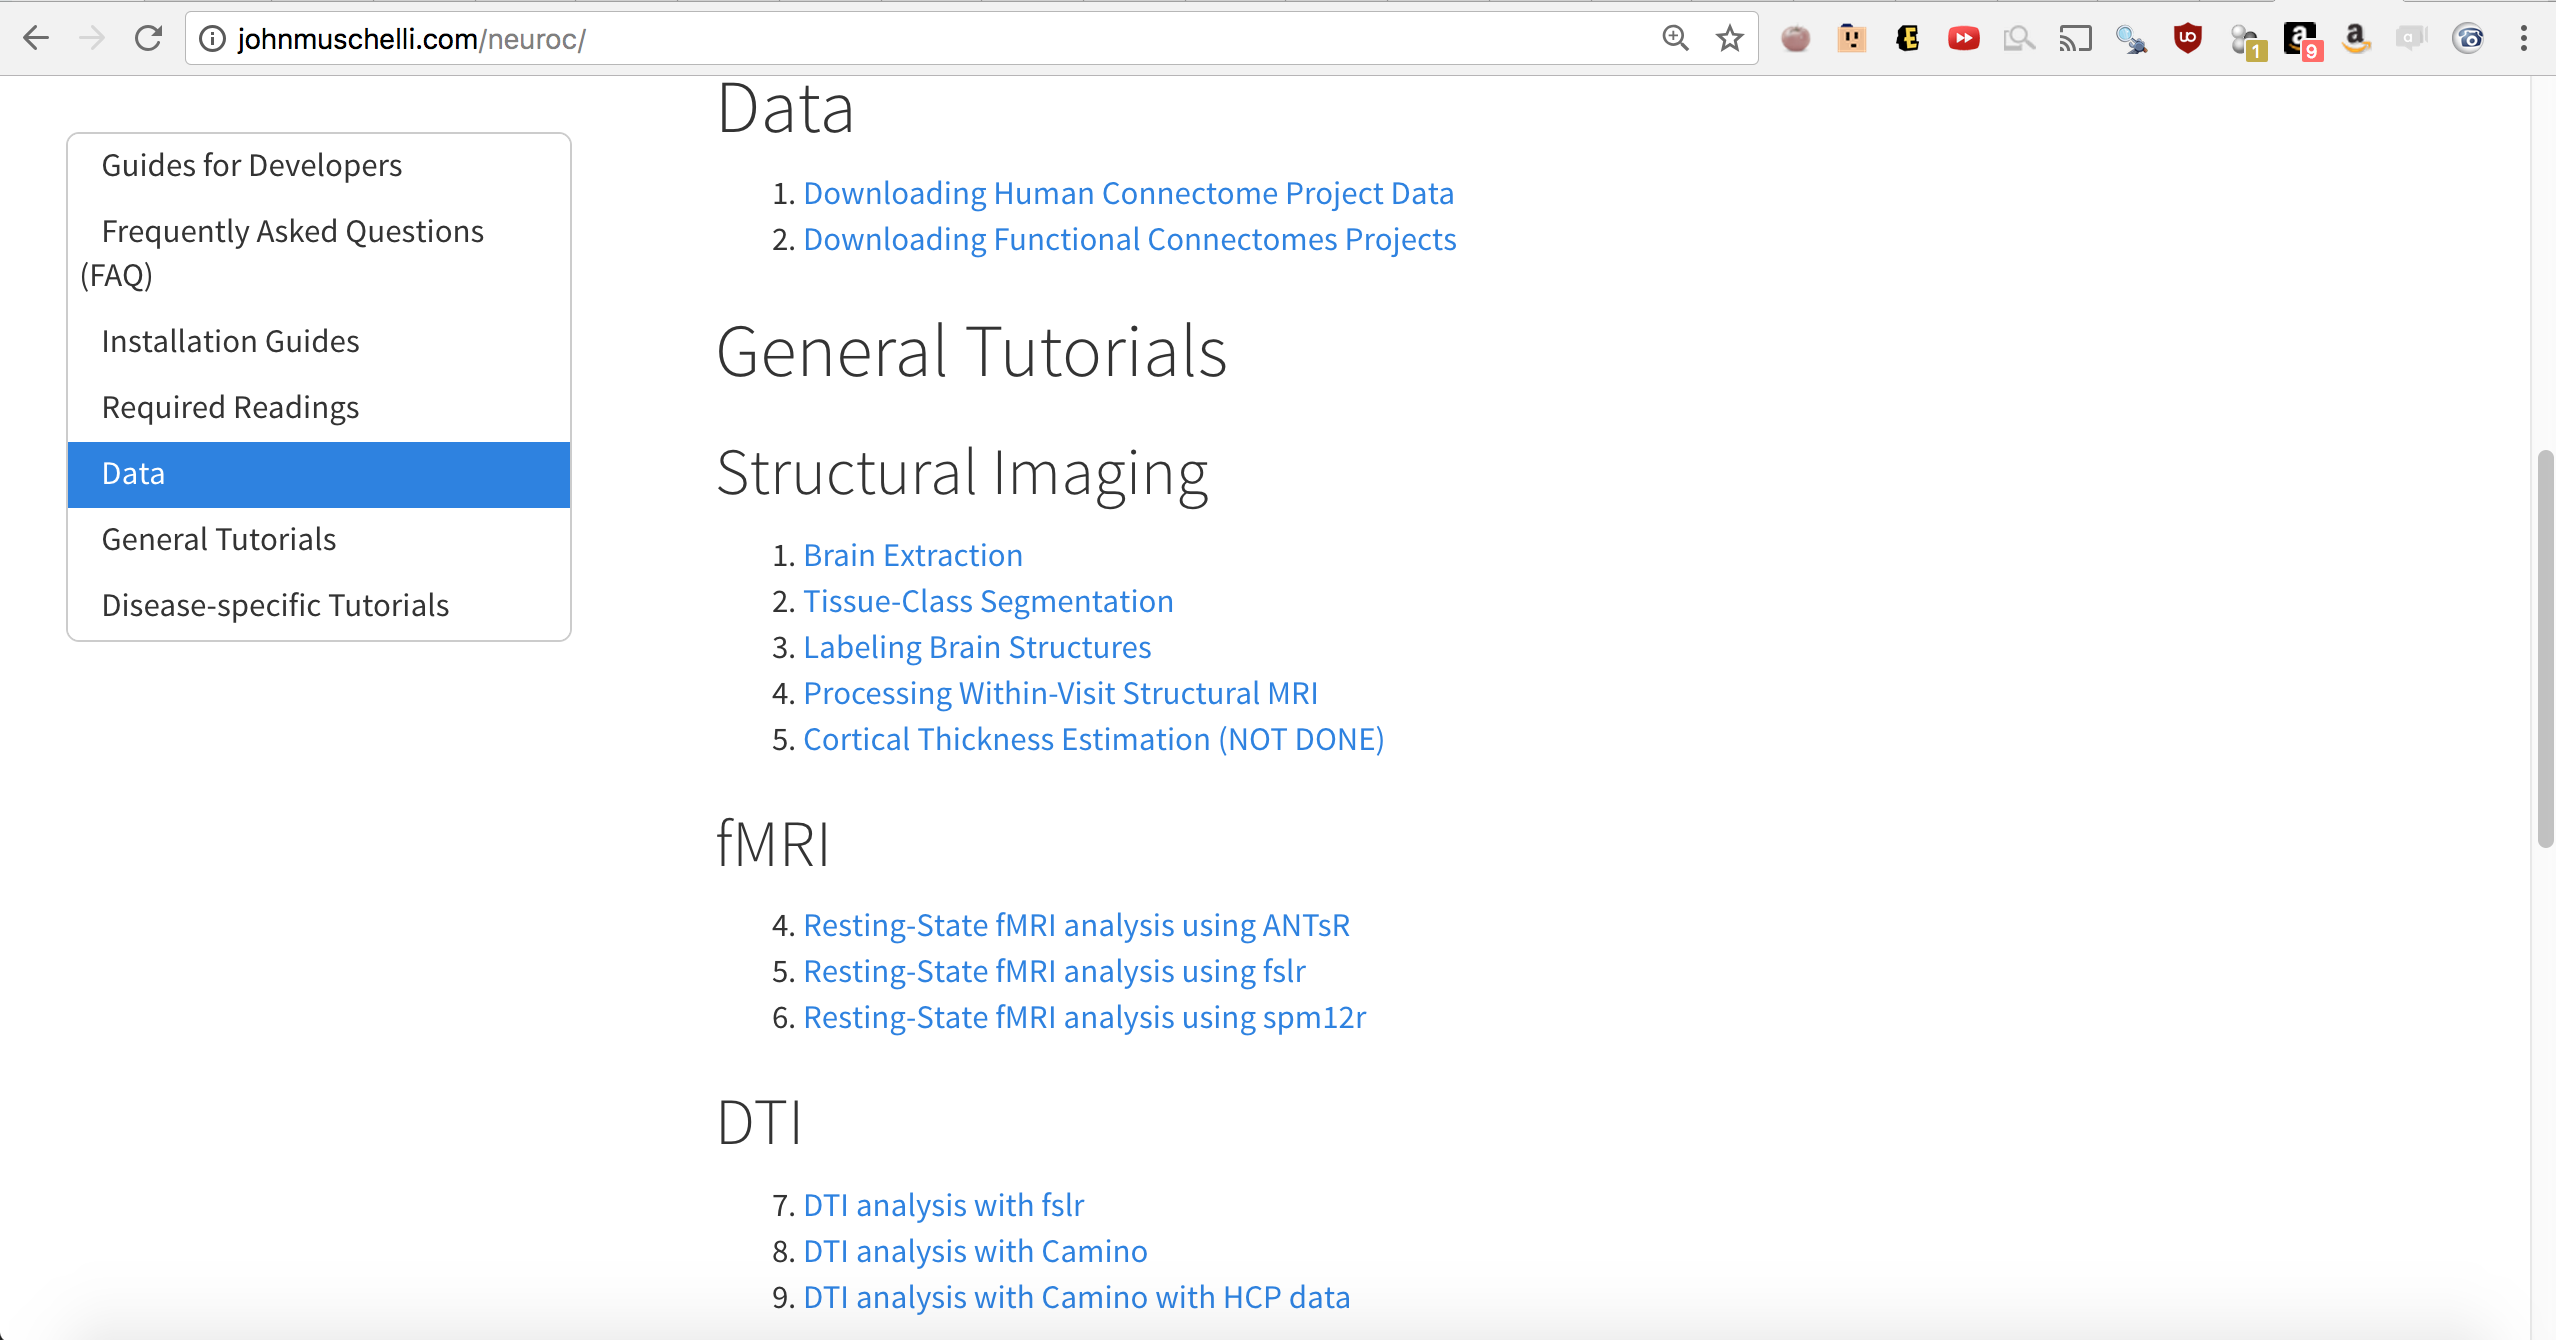 johnmuschelli.com/neuroc/
1
9
Guides for Developers
Frequently Asked Questions
(FAQ)
Installation Guides
Required Readings
Data
General Tutorials
Disease-specific Tutorials
Data
1. Downloading Human Connectome Project Data
2. Downloading Functional Connectomes Projects
General Tutorials
Structural Imaging
1. Brain Extraction
2. Tissue-Class Segmentation
3. Labeling Brain Structures
4. Processing Within-Visit Structural MRI
5. Cortical Thickness Estimation (NOT DONE)
fMRI
4. Resting-State fMRI analysis using ANTsR
5. Resting-State fMRI analysis using fslr
6. Resting-State fMRI analysis using spm12r
DTI
7. DTI analysis with fslr
8. DTI analysis with Camino
9. DTI analysis with Camino with HCP data